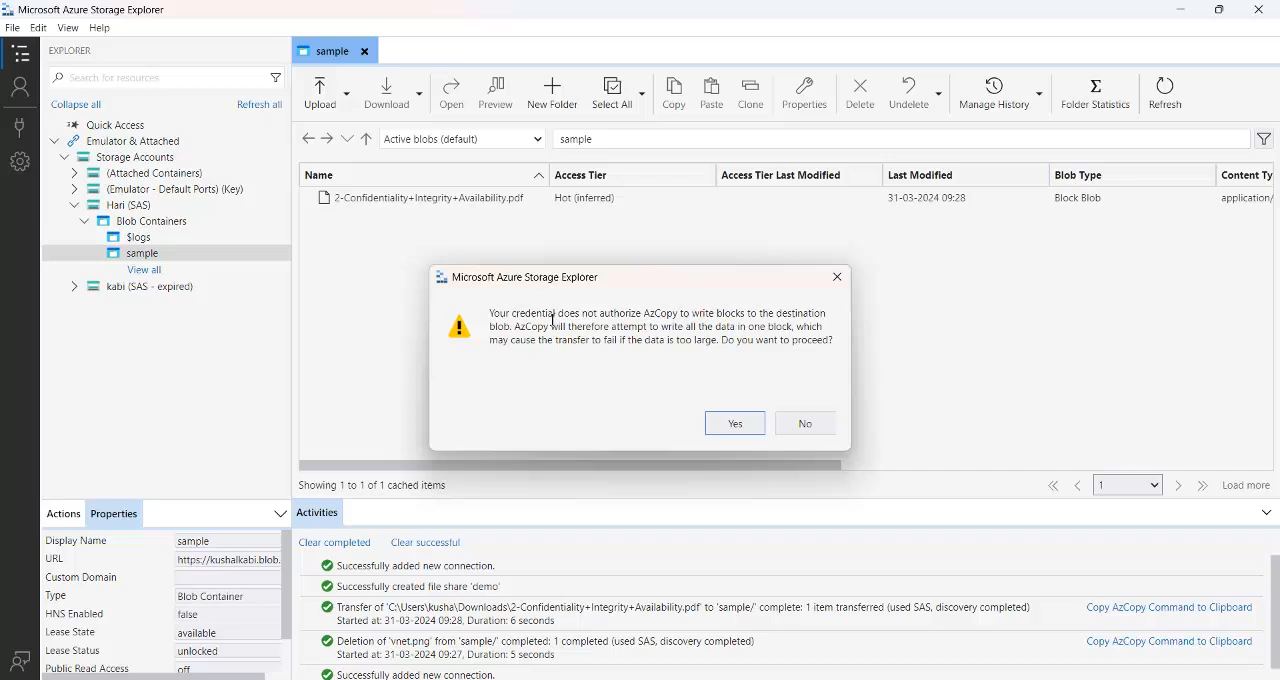 Microsoft Azure Storage Explorer
File Edit View Help
EXPLORER
Search for resources
Collapse all Refresh all
Quick Access
Emulator & Attached
Storage Accounts
(Attached Containers)
(Emulator - Default Ports) (Key)
Hari (SAS)
Blob Containers
$logs
sample
View all
kabi (SAS - expired)
Actions Properties
Display Name sample
URL https://kushalkabi.blob.
Custom Domain
Type Blob Container
HNS Enabled false
Lease State available
Lease Status unlocked
Public Read Access off
sample
Upload Download Open Preview New Folder Select All Copy Paste Clone Properties Delete Undelete Manage History Folder Statistics Refresh
Active blobs (default) sample
Name Access Tier Access Tier Last Modified Last Modified Blob Type Content Ty
2-Confidentiality+Integrity+Availability.pdf Hot (inferred) 31-03-2024 09:28 Block Blob application/
Microsoft Azure Storage Explorer
Your credential does not authorize AzCopy to write blocks to the destination
blob. AzCopy will therefore attempt to write all the data in one block, which
may cause the transfer to fail if the data is too large. Do you want to proceed?
Yes No
Showing 1 to 1 of 1 cached items 1 Load more
Activities
Clear completed Clear successful
Successfully added new connection.
Successfully created file share 'demo'
Transfer of 'C:\Users\kusha\Downloads\2-Confidentiality+Integrity+Availability.pdf' to 'sample/' complete: 1 item transferred (used SAS, discovery completed) Copy AzCopy Command to Clipboard
Started at: 31-03-2024 09:28, Duration: 6 seconds
Deletion of 'vnet.png' from 'sample/' completed: 1 completed (used SAS, discovery completed) Copy AzCopy Command to Clipboard
Started at: 31-03-2024 09:27, Duration: 5 seconds
Successfully added new connection.